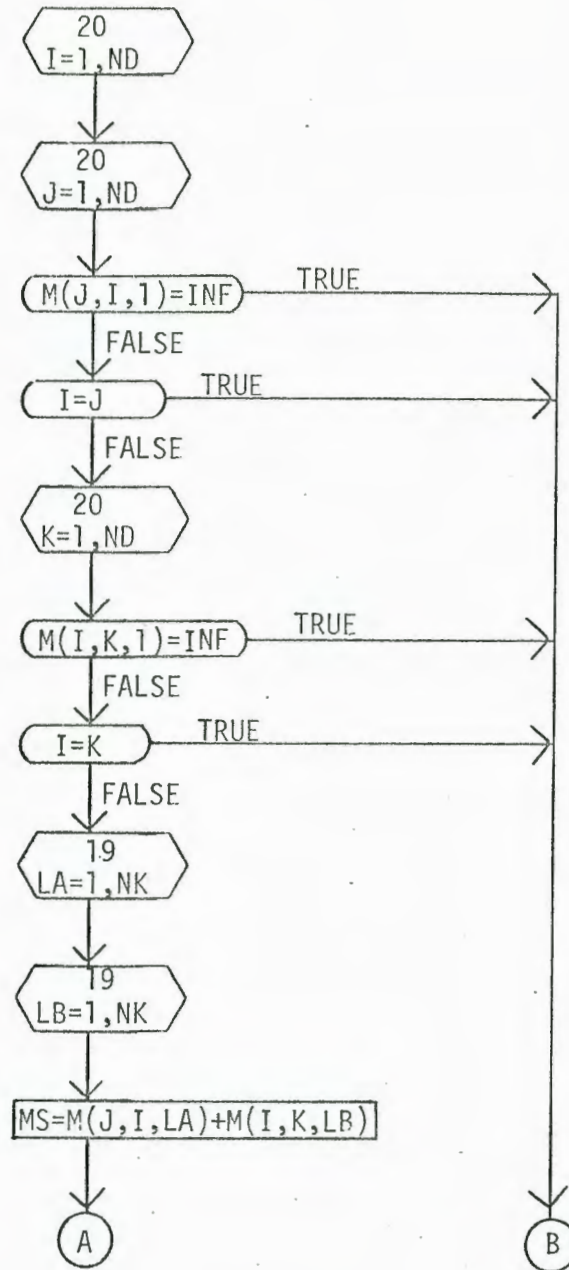 20
I=1,ND
20
J=1,ND
M(J,I,1)=INF
TRUE
FALSE
I=J
TRUE
FALSE
20
K=1,ND
M(I,K,1)=INF
TRUE
FALSE
I=K
TRUE
FALSE
19
LA=1,NK
19
LB=1,NK
MS=M(J,I,LA)+M(I,K,LB)
A
B